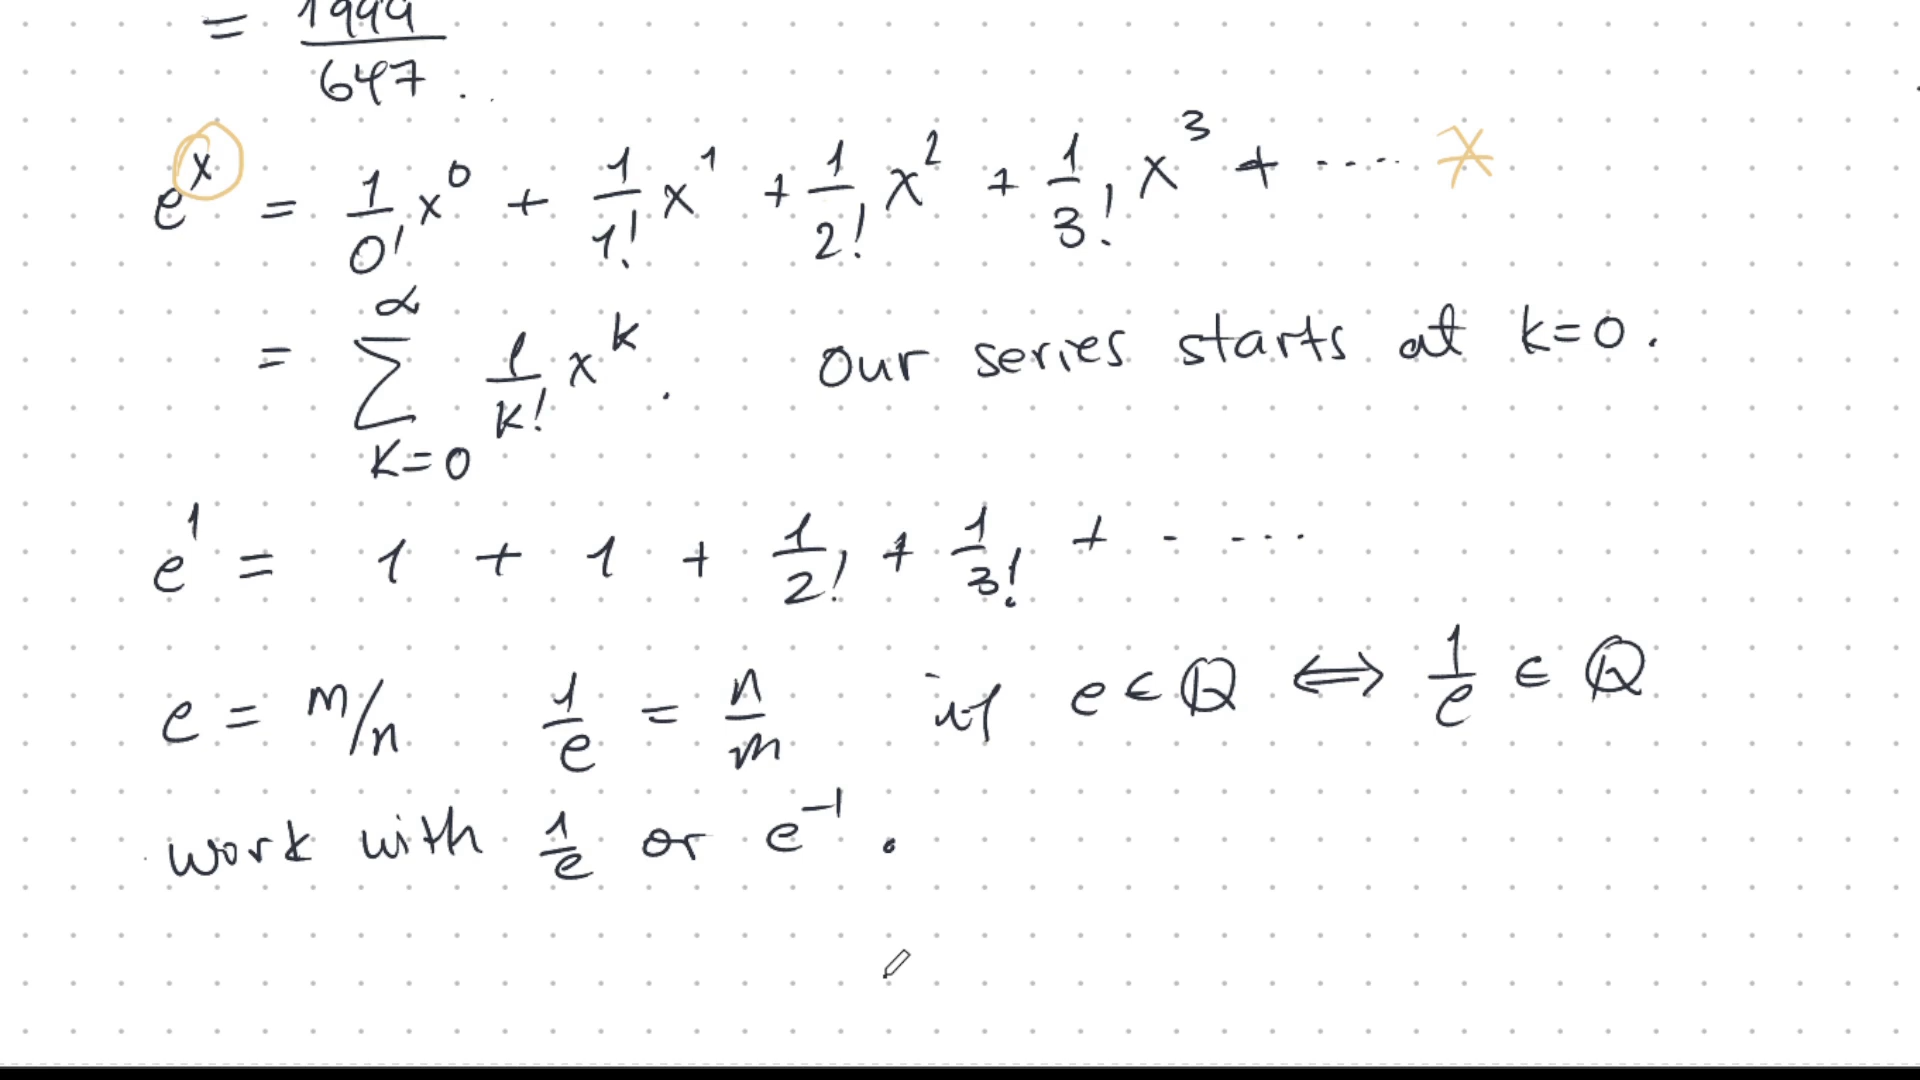 = 1999/647.
e^x = 1/0! x^0 + 1/1! x^1 + 1/2! x^2 + 1/3! x^3 + ..... *
= ∑_{k=0}^{∝} 1/k! x^k. Our series starts at k=0.
e^1 = 1 + 1 + 1/2! + 1/3! + - ...
e = m/n 1/e = n/m if e ∈ ℚ ⟺ 1/e ∈ ℚ
work with 1/e or e^-1.